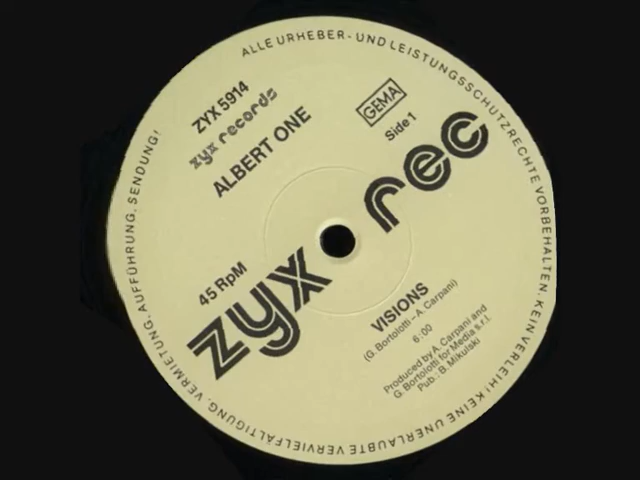 ALLE URHEBER- UND LEISTUNGSSCHUTZRECHTE VORBEHALTEN. KEIN VERLEIH! KEINE UNERLAUBTE VERVIELFÄLTIGUNG, VERMIETUNG, AUFFÜHRUNG, SENDUNG!
ZYX 5914
zyx records
ALBERT ONE
GEMA
Side 1
zyx rec
45 RpM
VISIONS
(G. Bortolotti – A. Carpani)
6:00
Produced by A. Carpani and
G. Bortolotti for Media s.r.l.
Pub.: B. Mikulski